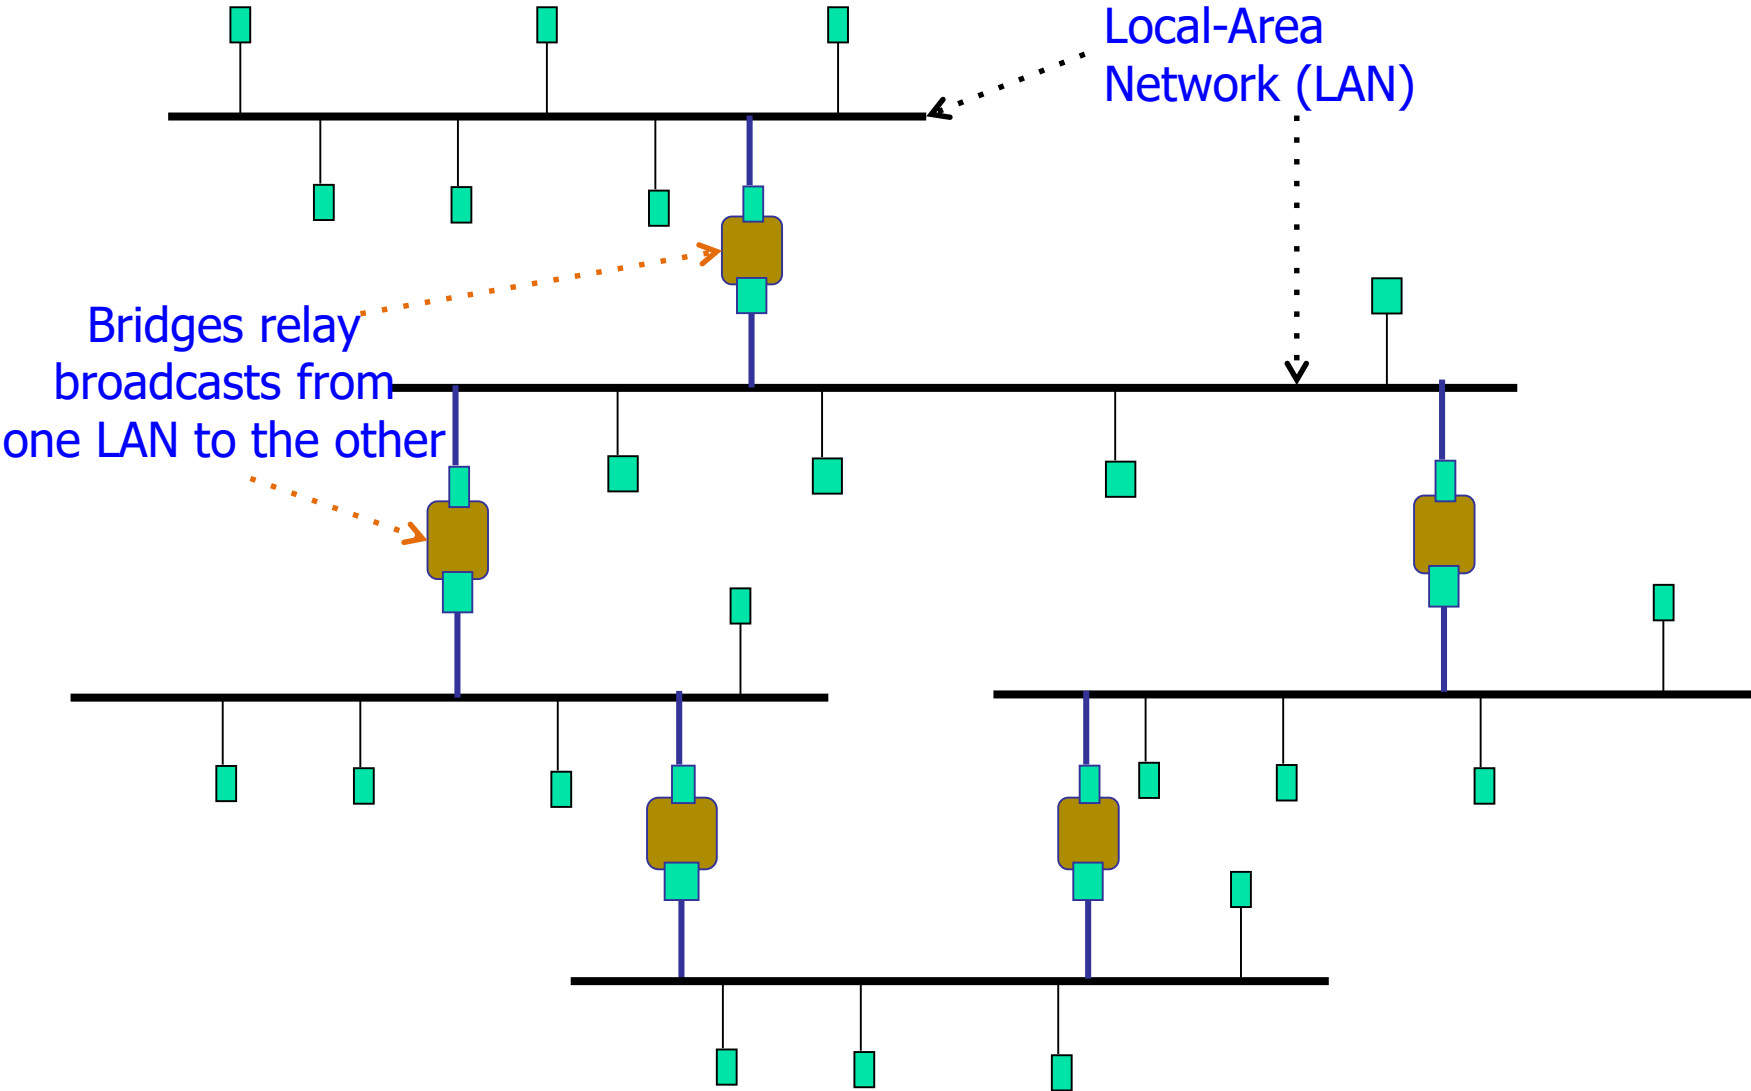 Local-Area
Network (LAN)
Bridges relay
broadcasts from
one LAN to the other